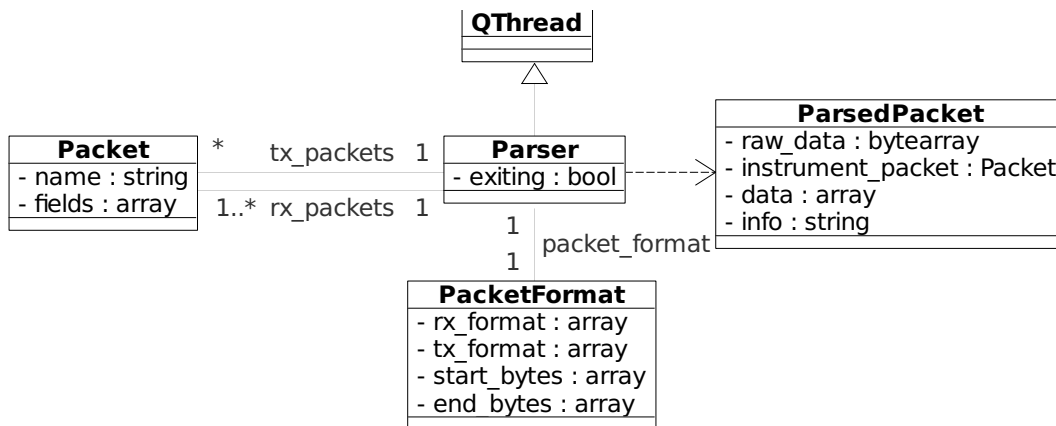 QThread
Packet
- name : string
- fields : array
* tx_packets 1
1..* rx_packets 1
Parser
- exiting : bool
ParsedPacket
- raw_data : bytearray
- instrument_packet : Packet
- data : array
- info : string
1
packet_format
1
PacketFormat
- rx_format : array
- tx_format : array
- start_bytes : array
- end_bytes : array